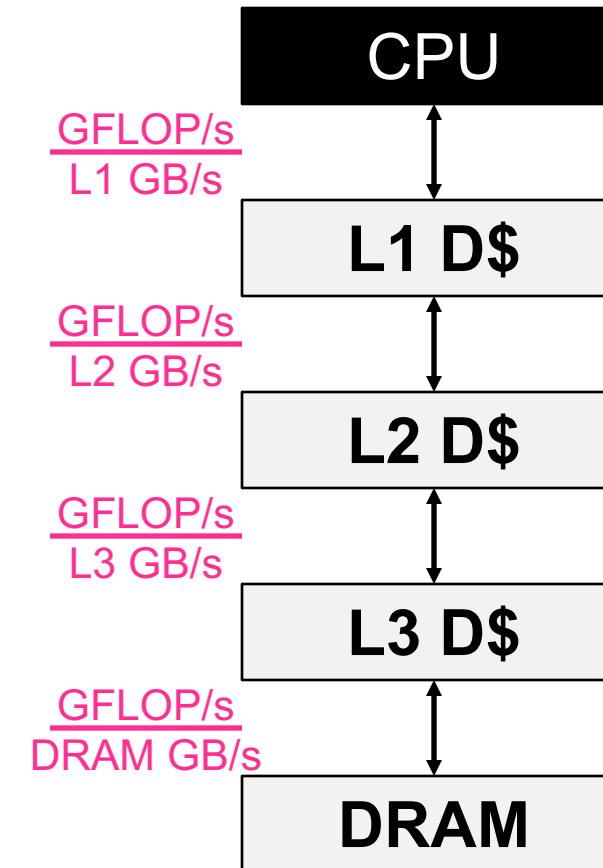 CPU
GFLOP/s
L1 GB/s
L1 D$
GFLOP/s
L2 GB/s
L2 D$
GFLOP/s
L3 GB/s
L3 D$
GFLOP/s
DRAM GB/s
DRAM